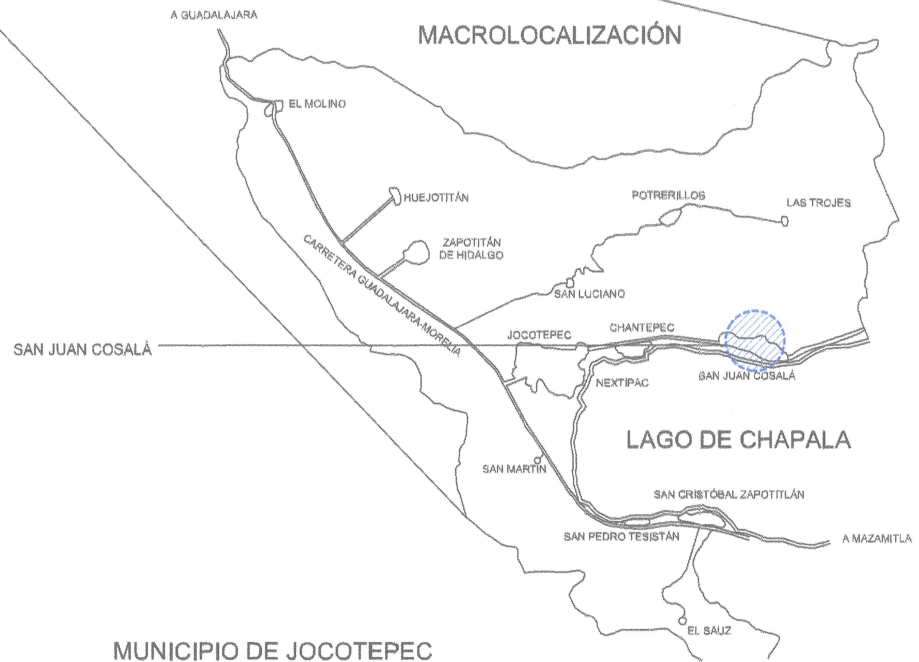 A GUADALAJARA
MACROLOCALIZACIÓN
EL MOLINO
HUEJOTITÁN
POTRERILLOS
LAS TROJES
ZAPOTITÁN
DE HIDALGO
CARRETERA GUADALAJARA-MORELIA
SAN LUCIANO
JOCOTEPEC
CHANTEPEC
SAN JUAN COSALÁ
SAN JUAN COSALÁ
NEXTIPAC
LAGO DE CHAPALA
SAN MARTÍN
SAN CRISTÓBAL ZAPOTITLÁN
SAN PEDRO TESISTÁN
A MAZAMITLA
EL SAUZ
MUNICIPIO DE JOCOTEPEC